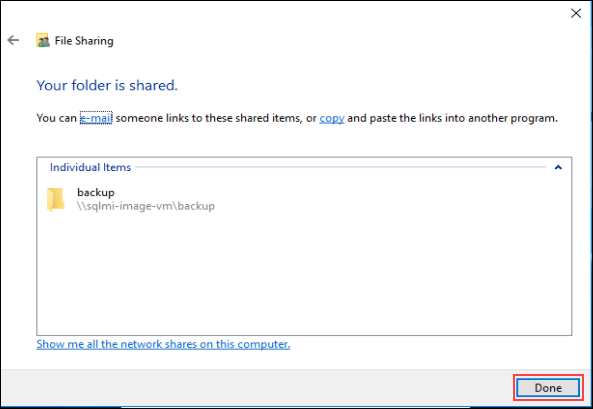 File Sharing
Your folder is shared.
You can e-mail someone links to these shared items, or copy and paste the links into another program.
Individual Items
backup
\\sqlmi-image-vm\backup
Show me all the network shares on this computer.
Done